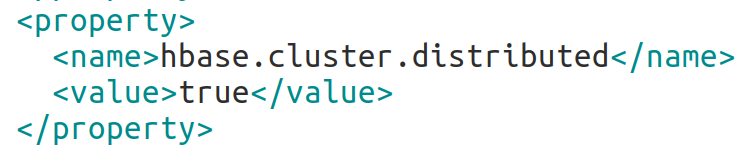 <property>
<name>hbase.cluster.distributed</name>
<value>true</value>
</property>